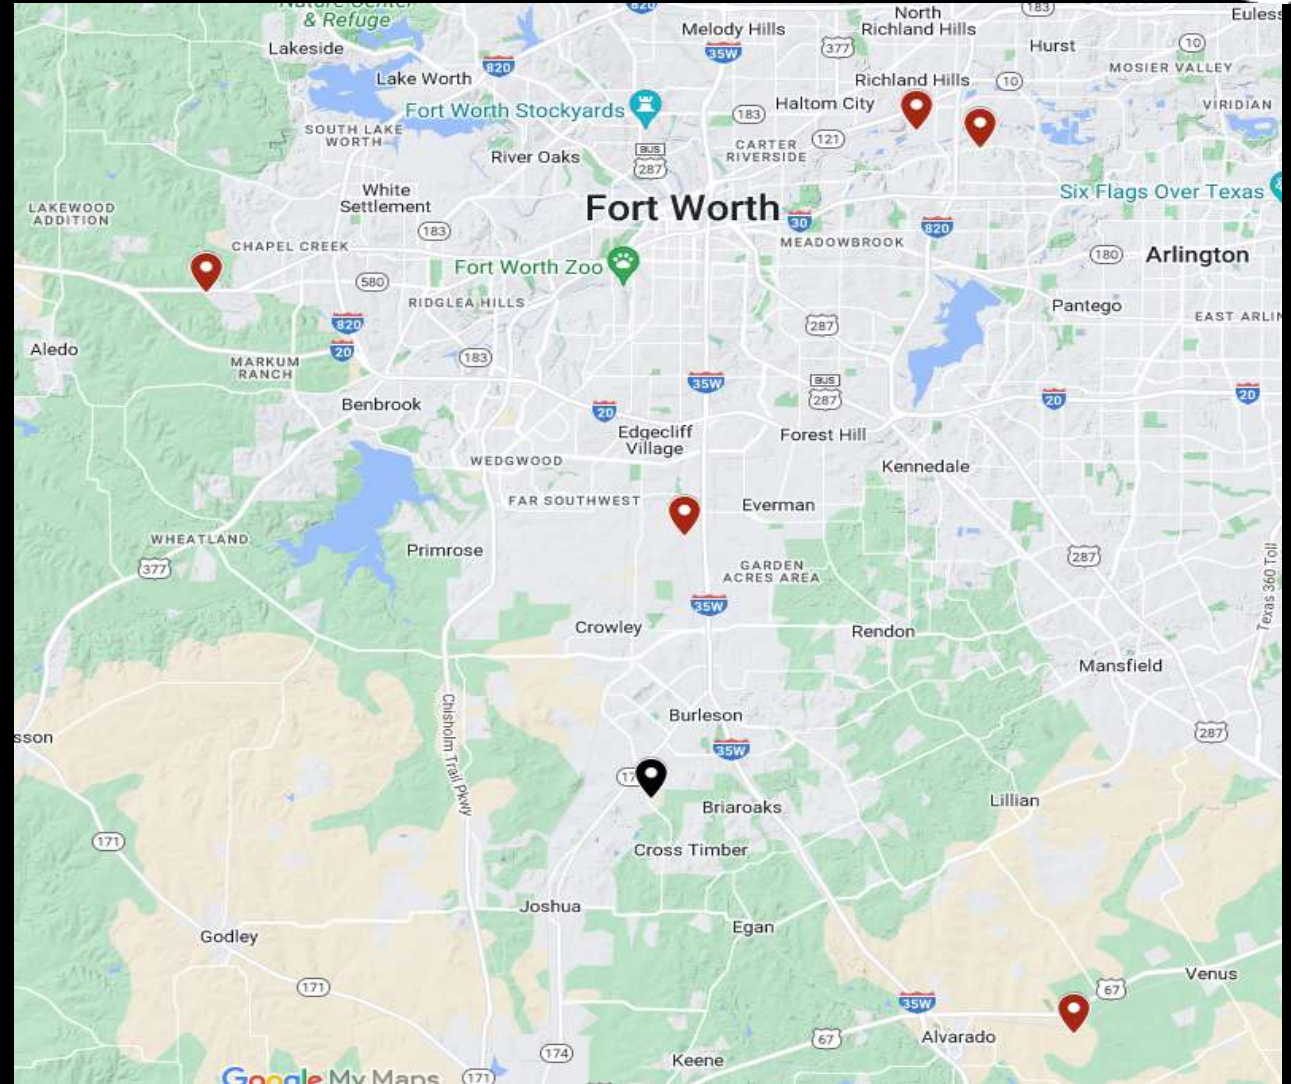 Nature Center
& Refuge
820
183
North
Richland Hills
Euless
Lakeside
Melody Hills
35W
377
Hurst
10
MOSIER VALLEY
Lake Worth
820
Richland Hills
10
Fort Worth Stockyards
Haltom City
183
VIRIDIAN
SOUTH LAKE
WORTH
121
CARTER
RIVERSIDE
River Oaks
BUS
287
White
Settlement
Fort Worth
Six Flags Over Texas
LAKEWOOD
ADDITION
183
30
820
CHAPEL CREEK
MEADOWBROOK
180
Arlington
Fort Worth Zoo
580
RIDGLEA HILLS
Pantego
820
287
EAST ARLIN
Aledo
20
183
MARKUM
RANCH
35W
BUS
287
20
20
Benbrook
20
Edgecliff
Village
Forest Hill
WEDGWOOD
Kennedale
FAR SOUTHWEST
Everman
WHEATLAND
Primrose
377
GARDEN
ACRES AREA
287
Texas 360 Toll
35W
Crowley
Rendon
Mansfield
Chisholm Trail Pkwy
Burleson
sson
35W
287
17
Briaroaks
Lillian
171
Cross Timber
Joshua
Egan
Godley
Venus
171
67
35W
67
Alvarado
174
Keene
Google My Maps
171